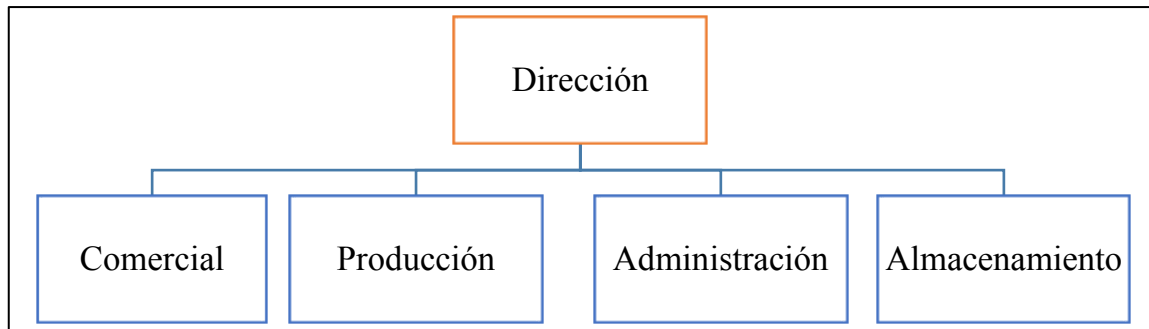 Dirección
Comercial
Producción
Administración
Almacenamiento